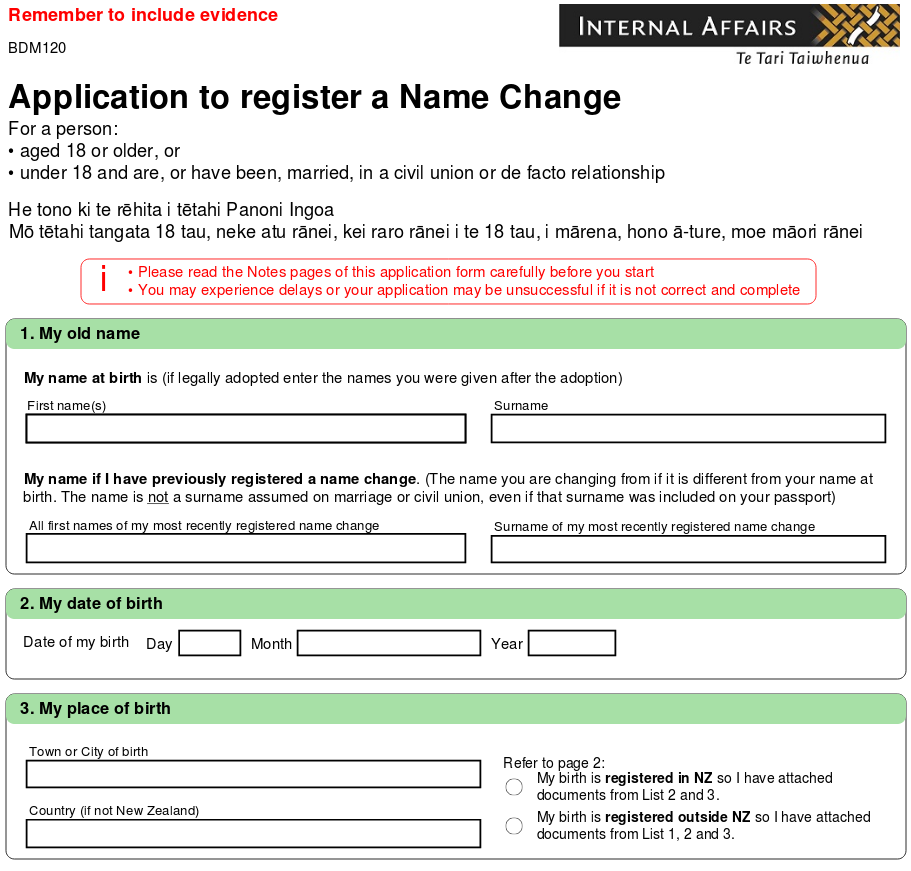 Remember to include evidence
BDM120
INTERNAL AFFAIRS
Te Tari Taiwhenua
Application to register a Name Change
For a person:
• aged 18 or older, or
• under 18 and are, or have been, married, in a civil union or de facto relationship
He tono ki te rēhita i tētahi Panoni Ingoa
Mō tētahi tangata 18 tau, neke atu rānei, kei raro rānei i te 18 tau, i mārena, hono ā-ture, moe māori rānei
i
• Please read the Notes pages of this application form carefully before you start
• You may experience delays or your application may be unsuccessful if it is not correct and complete
1. My old name
My name at birth is (if legally adopted enter the names you were given after the adoption)
First name(s)
Surname
My name if I have previously registered a name change. (The name you are changing from if it is different from your name at
birth. The name is not a surname assumed on marriage or civil union, even if that surname was included on your passport)
All first names of my most recently registered name change
Surname of my most recently registered name change
2. My date of birth
Date of my birth Day Month Year
3. My place of birth
Town or City of birth
Country (if not New Zealand)
Refer to page 2:
My birth is registered in NZ so I have attached
documents from List 2 and 3.
My birth is registered outside NZ so I have attached
documents from List 1, 2 and 3.